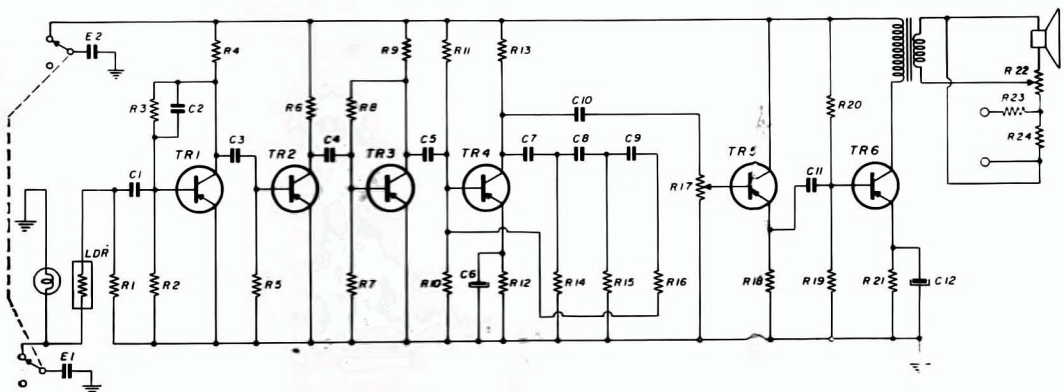 E2
R4
R9
R11
R13
R22
R23
R24
R3
C2
R6
R8
C10
R20
C3
C4
C5
C7
C8
C9
TR1
TR2
TR3
TR4
TR5
TR6
C1
R17
C11
LDR
R1
R2
R5
R7
R10
C6
R12
R14
R15
R16
R18
R19
R21
C12
E1